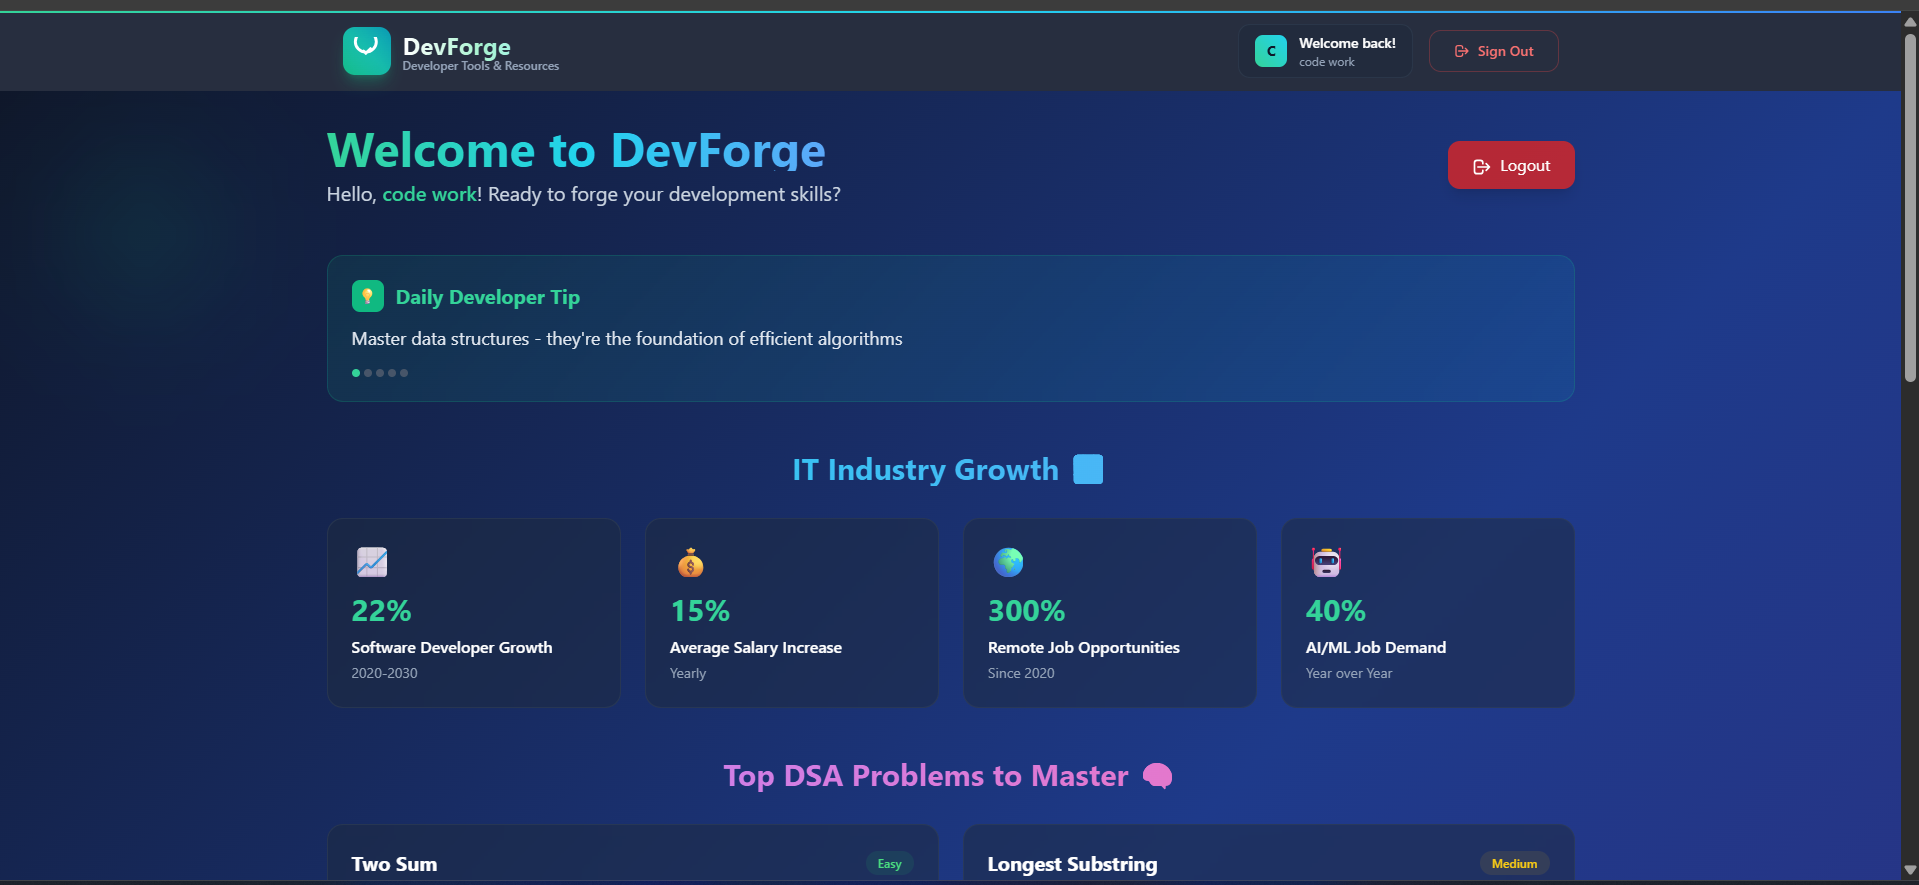 DevForge
Developer Tools & Resources
C
Welcome back!
code work
Sign Out
Welcome to DevForge
Hello, code work! Ready to forge your development skills?
Logout
Daily Developer Tip
Master data structures - they're the foundation of efficient algorithms
IT Industry Growth
22%
Software Developer Growth
2020-2030
15%
Average Salary Increase
Yearly
300%
Remote Job Opportunities
Since 2020
40%
AI/ML Job Demand
Year over Year
Top DSA Problems to Master
Two Sum
Easy
Longest Substring
Medium